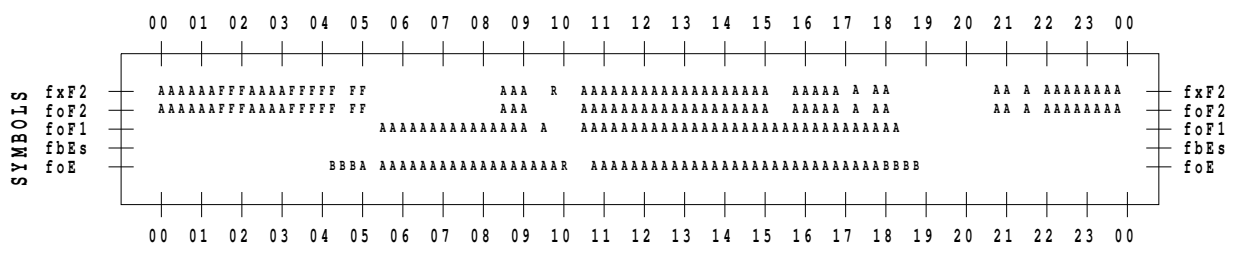 00 01 02 03 04 05 06 07 08 09 10 11 12 13 14 15 16 17 18 19 20 21 22 23 00
SYMBOLS
fxF2 AAAAAAFFFAAAAFFFFF FF AAA R AAAAAAAAAAAAAAAAAAA AAAAA A AA AA A AAAAAAAA fxF2
foF2 AAAAAAFFFAAAAFFFFF FF AAA AAAAAAAAAAAAAAAAAAA AAAAA A AA AA A AAAAAAAA foF2
foF1 AAAAAAAAAAAAAAA A AAAAAAAAAAAAAAAAAAAAAAAAAAAAAAAA foF1
fbEs fbEs
foE BBBA AAAAAAAAAAAAAAAAAAR AAAAAAAAAAAAAAAAAAAAAAAAAAAAABBBB foE
00 01 02 03 04 05 06 07 08 09 10 11 12 13 14 15 16 17 18 19 20 21 22 23 00